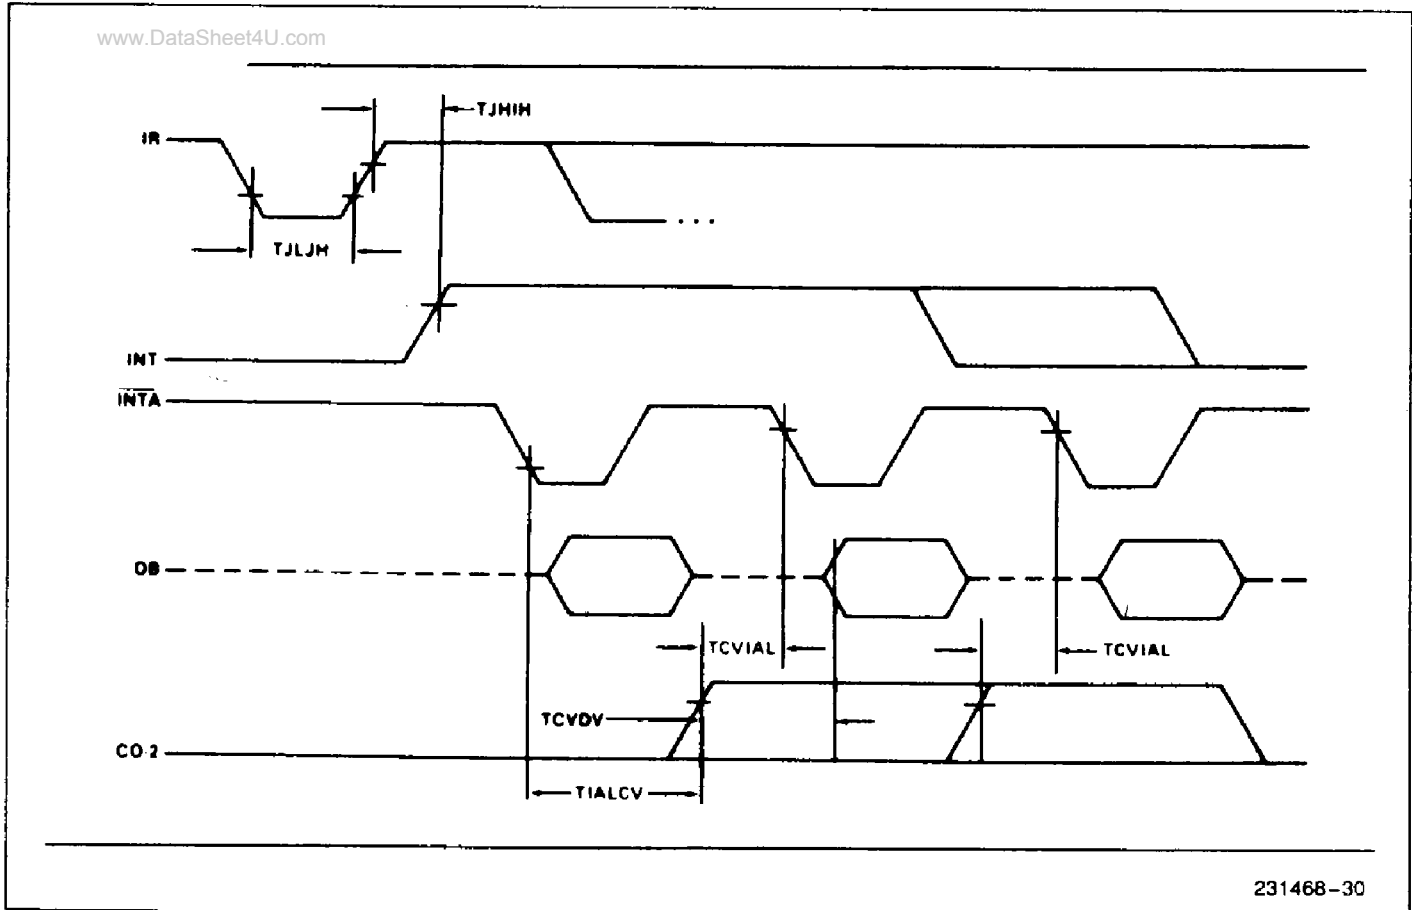 www.DataSheet4U.com
TJHIH
IR
. . .
TJLJH
INT
INTA
DB
TCVIAL
TCVIAL
TCVDV
CO-2
TIALCV
231468-30